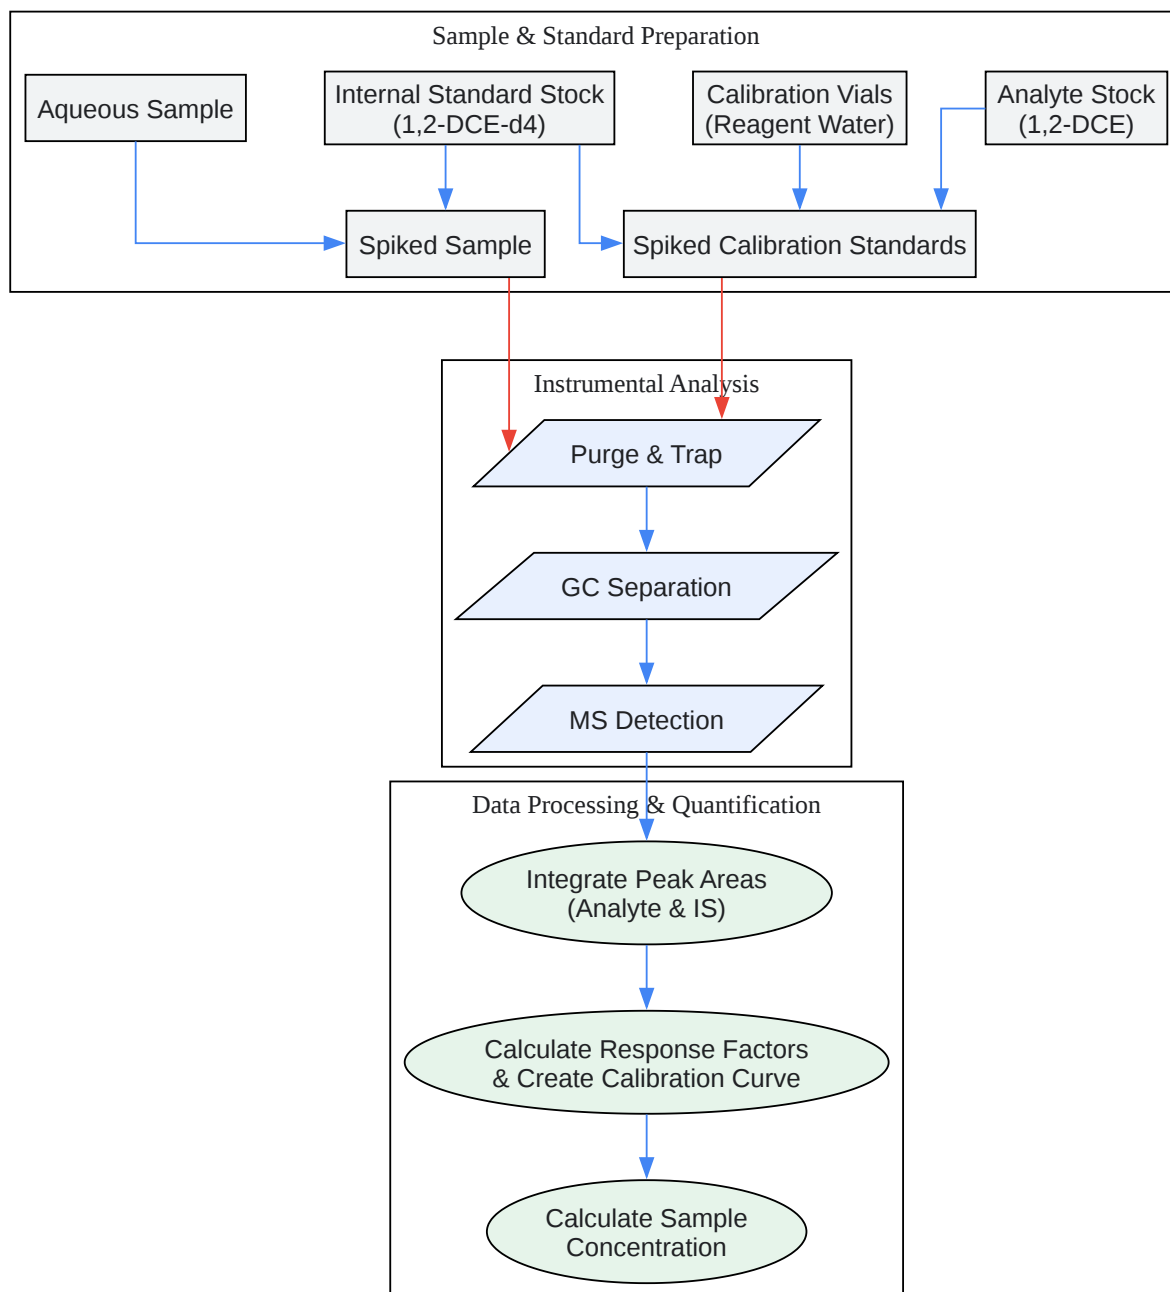 Sample & Standard Preparation
Aqueous Sample
Internal Standard Stock
(1,2-DCE-d4)
Calibration Vials
(Reagent Water)
Analyte Stock
(1,2-DCE)
Spiked Sample
Spiked Calibration Standards
Instrumental Analysis
Purge & Trap
GC Separation
MS Detection
Data Processing & Quantification
Integrate Peak Areas
(Analyte & IS)
Calculate Response Factors
& Create Calibration Curve
Calculate Sample
Concentration